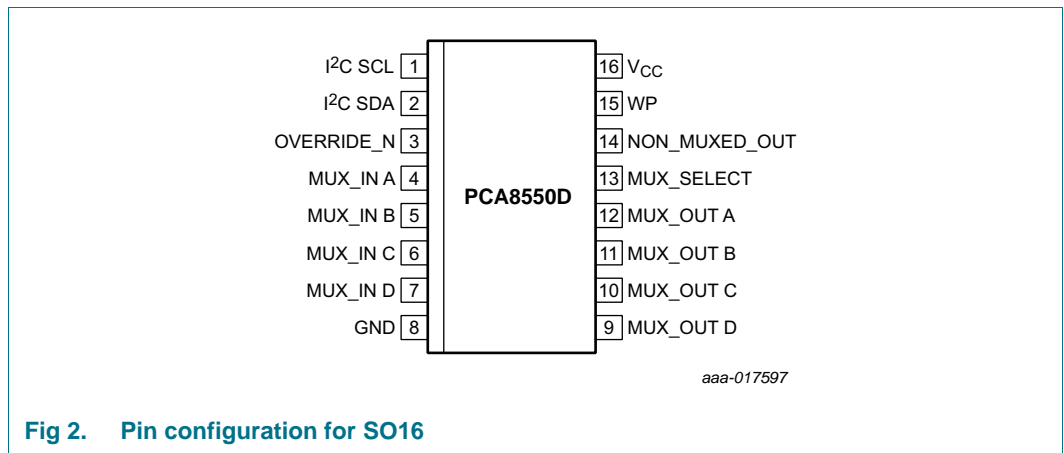 I2C SCL 1
I2C SDA 2
OVERRIDE_N 3
MUX_IN A 4
MUX_IN B 5
MUX_IN C 6
MUX_IN D 7
GND 8
PCA8550D
16 VCC
15 WP
14 NON_MUXED_OUT
13 MUX_SELECT
12 MUX_OUT A
11 MUX_OUT B
10 MUX_OUT C
9 MUX_OUT D
aaa-017597
Fig 2. Pin configuration for SO16